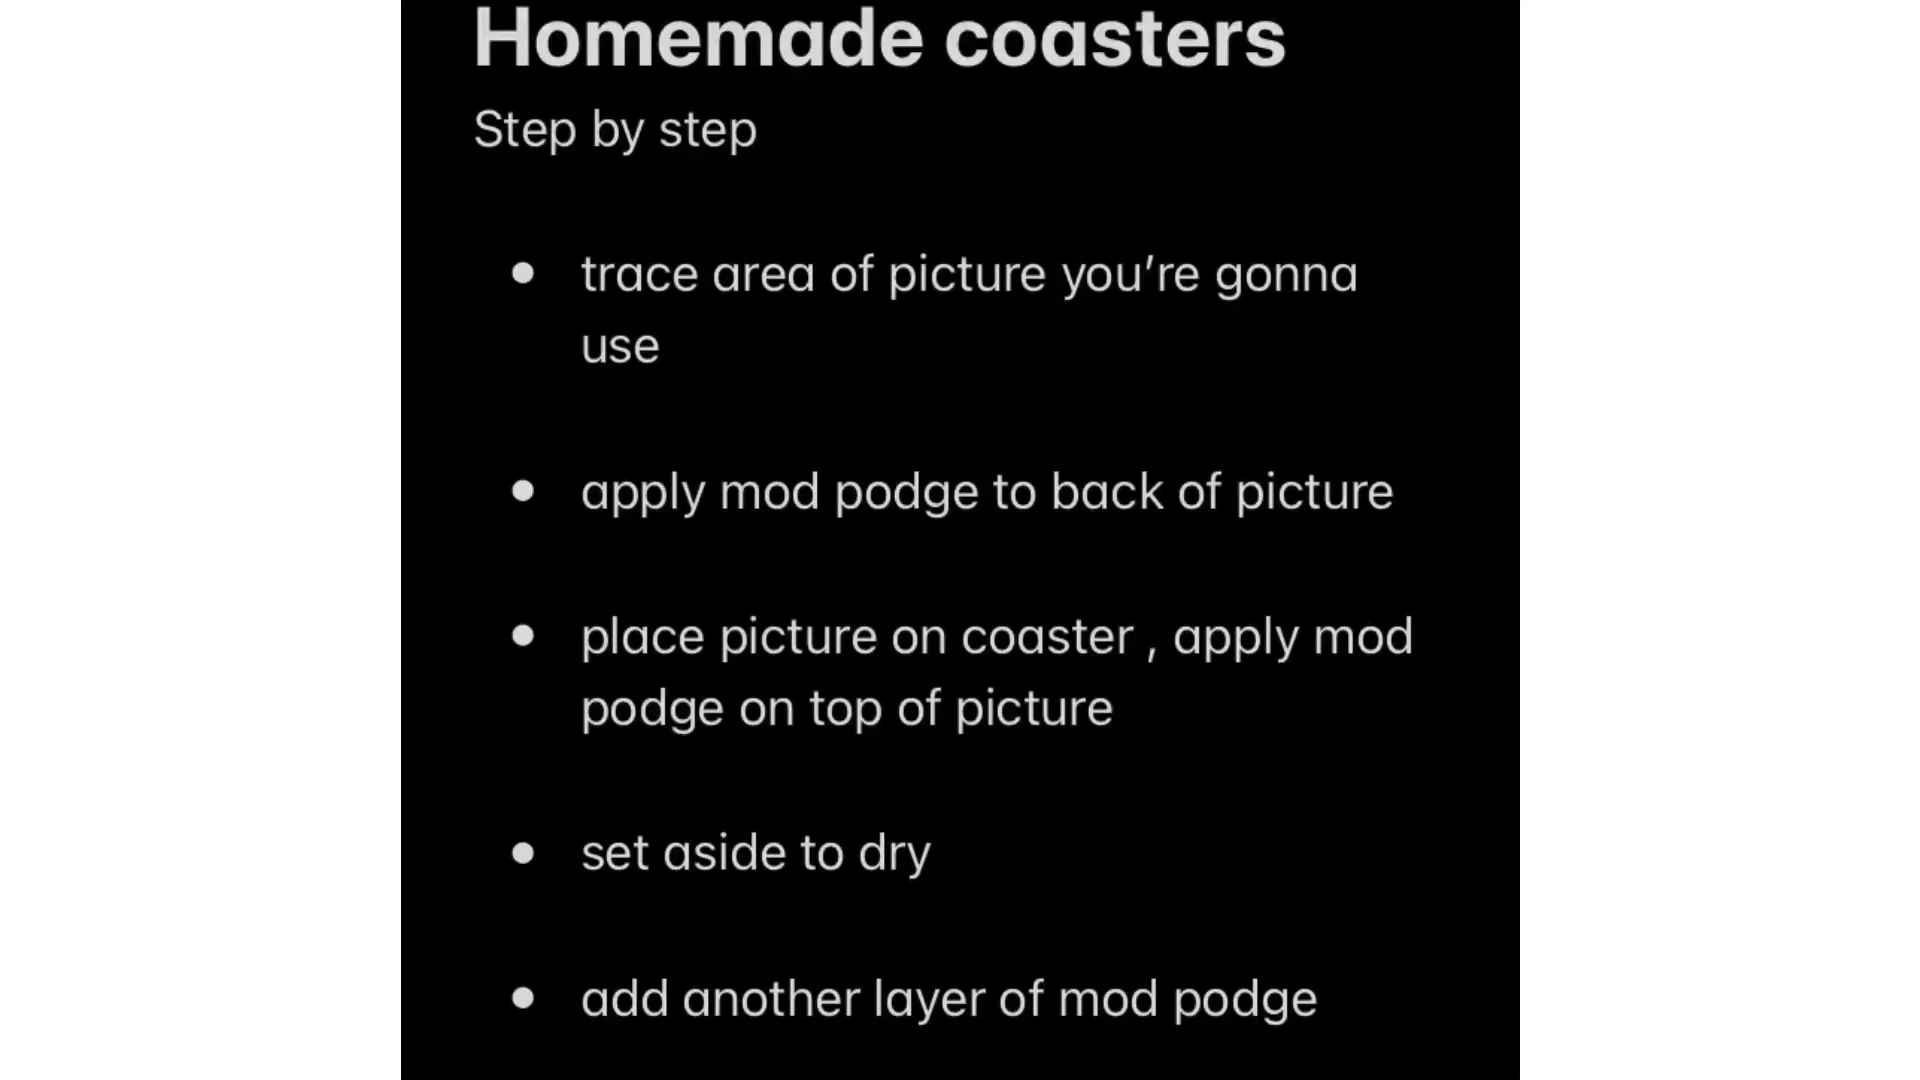 Homemade coasters
Step by step
• trace area of picture you’re gonna
use
• apply mod podge to back of picture
• place picture on coaster , apply mod
podge on top of picture
• set aside to dry
• add another layer of mod podge